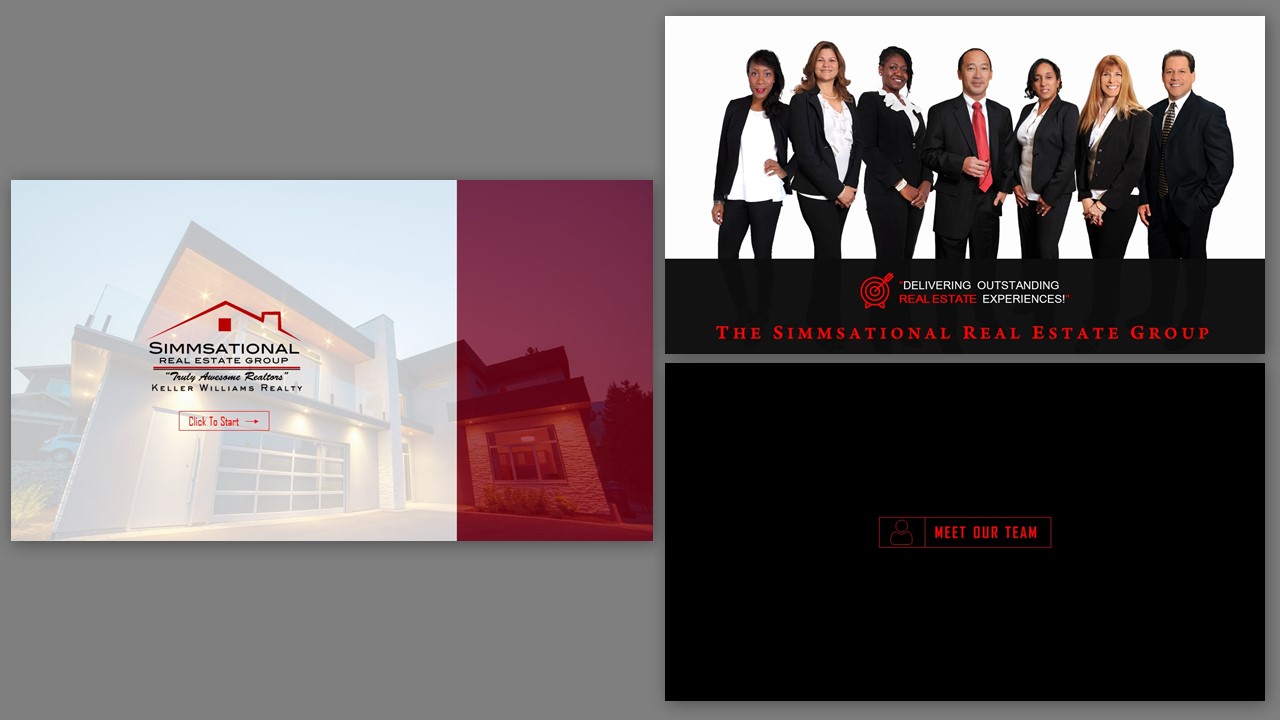 SIMMSATIONAL
REAL ESTATE GROUP
"Truly Awesome Realtors"
KELLER WILLIAMS REALTY
Click To Start
"DELIVERING OUTSTANDING
REAL ESTATE EXPERIENCES!"
THE SIMMSATIONAL REAL ESTATE GROUP
MEET OUR TEAM